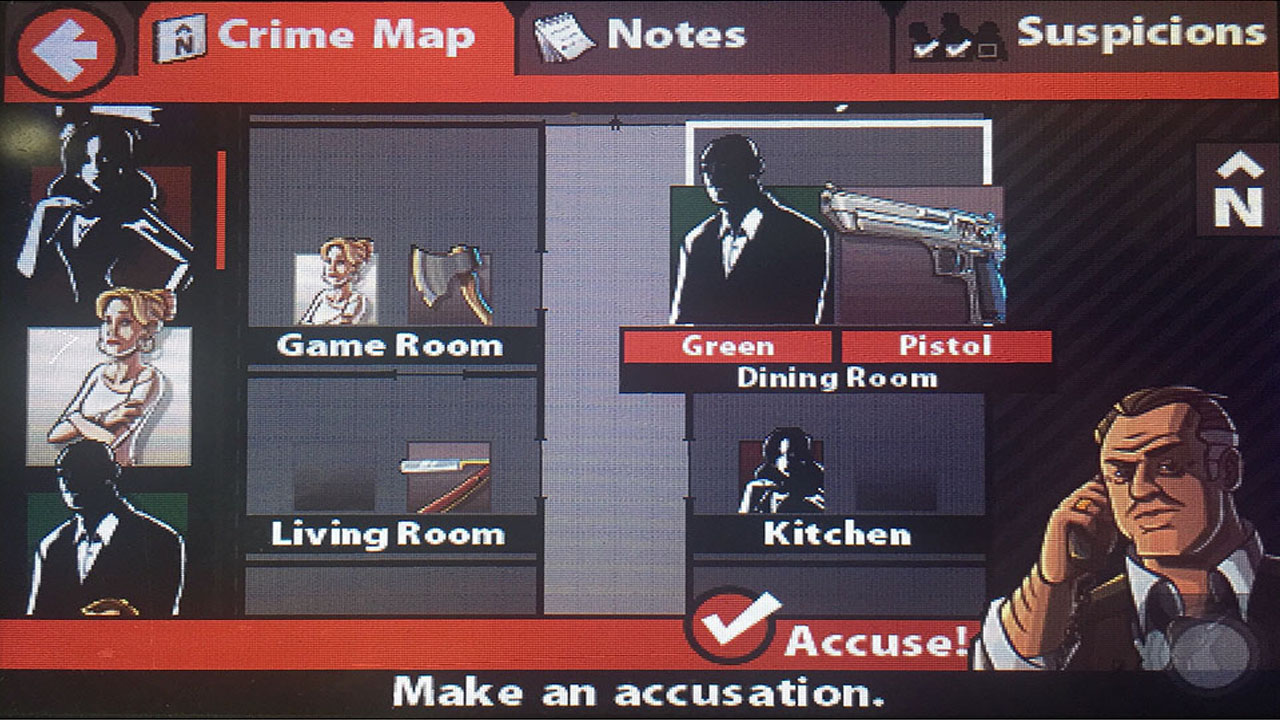 Crime Map
Notes
Suspicions
N
N
Game Room
Green
Pistol
Dining Room
Living Room
Kitchen
Accuse!
Make an accusation.